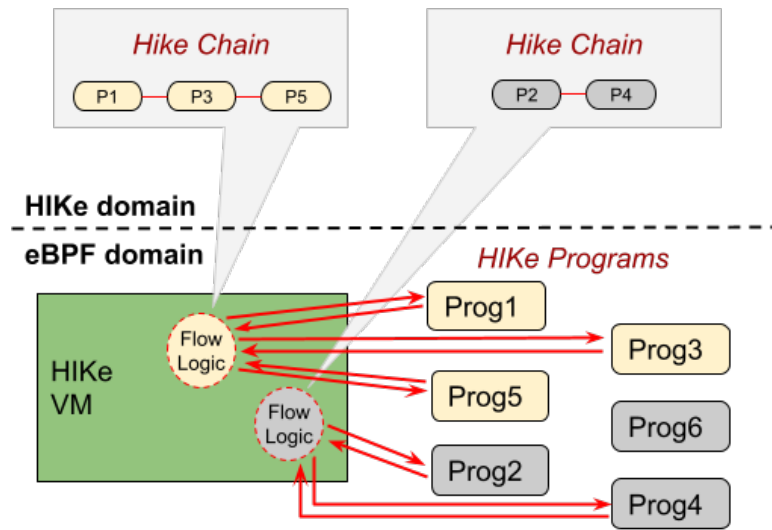 Hike Chain
P1 P3 P5
Hike Chain
P2 P4
HIKe domain
eBPF domain
HIKe Programs
HIKe
VM
Flow
Logic
Flow
Logic
Prog1
Prog3
Prog5
Prog6
Prog2
Prog4